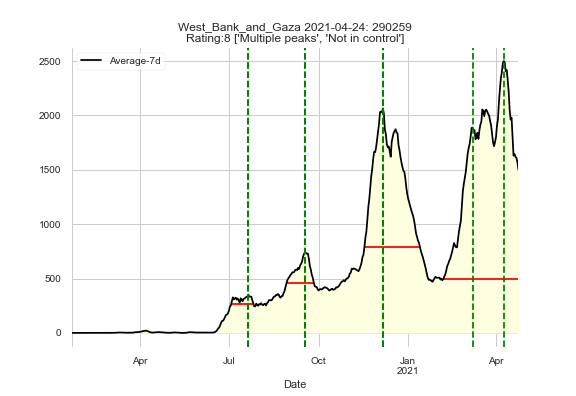 West_Bank_and_Gaza 2021-04-24: 290259
Rating:8 ['Multiple peaks', 'Not in control']
Average-7d
2500
2000
1500
1000
500
0
Apr
Jul
Oct
Jan
2021
Apr
Date